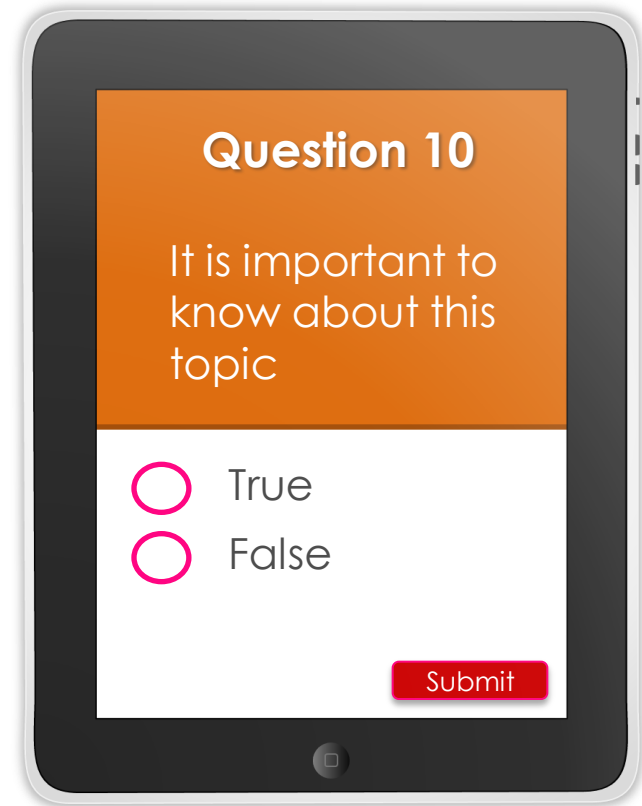 Question 10
It is important to
know about this
topic
True
False
Submit